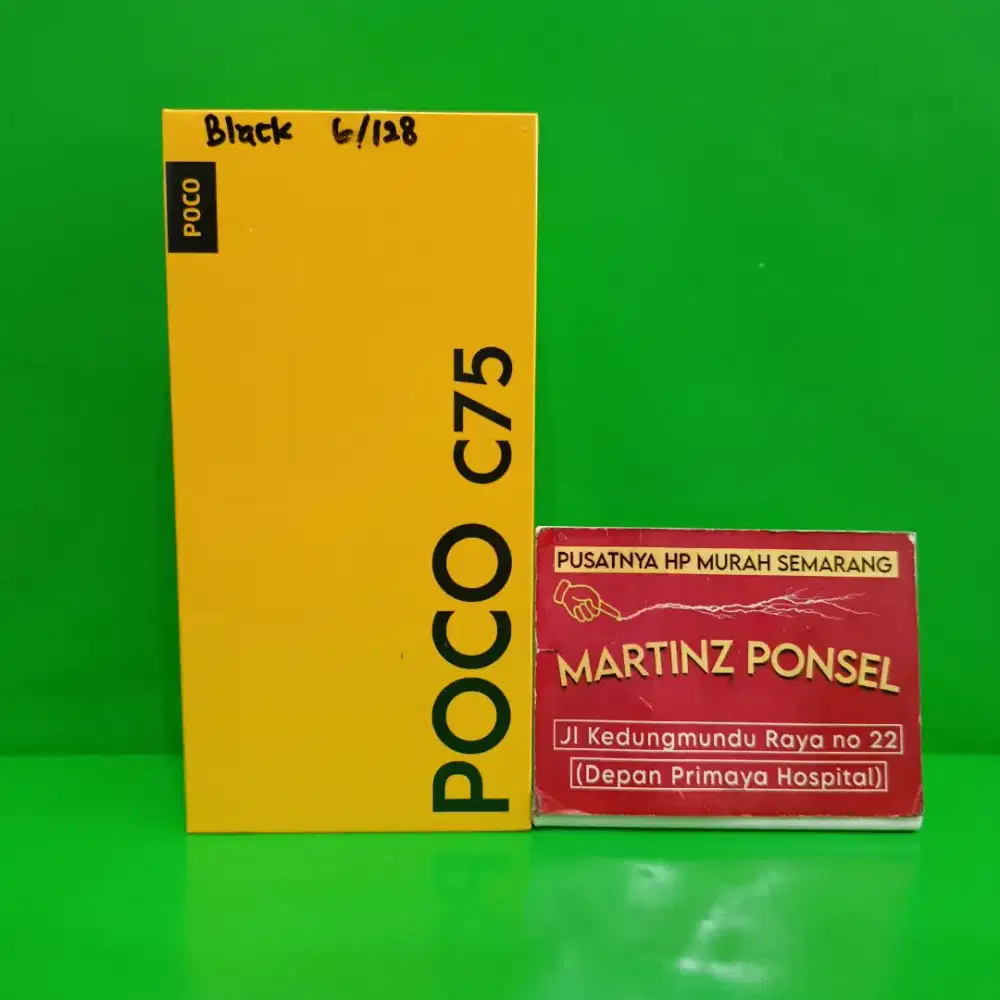 Black 6/128
POCO
POCO C75
PUSATNYA HP MURAH SEMARANG
MARTINZ PONSEL
Jl Kedungmundu Raya no 22
(Depan Primaya Hospital)